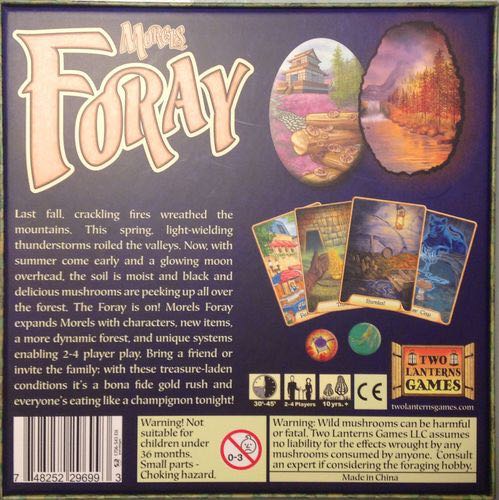 Morels
Foray
Last fall, crackling fires wreathed the
mountains. This spring, light-wielding
thunderstorms roiled the valleys. Now, with
summer come early and a glowing moon
overhead, the soil is moist and black and
delicious mushrooms are peeking up all over
the forest. The Foray is on! Morels Foray
expands Morels with characters, new items,
a more dynamic forest, and unique systems
enabling 2-4 player play. Bring a friend or
invite the family: with these treasure-laden
conditions it's a bona fide gold rush and
everyone's eating like a champignon tonight!
TWO
LANTERNS
GAMES
twolanternsgames.com
30'-45'
2-4 Players
10 yrs.+
CE
7 48252 29699 3
Warning! Not
suitable for
children under
36 months.
Small parts -
Choking hazard.
0-3
Made in
China
Warning: Wild mushrooms can be harmful
or fatal. Two Lanterns Games LLC assumes
no liability for the effects wrought by any
mushrooms consumed by anyone. Consult
an expert if considering the foraging hobby.